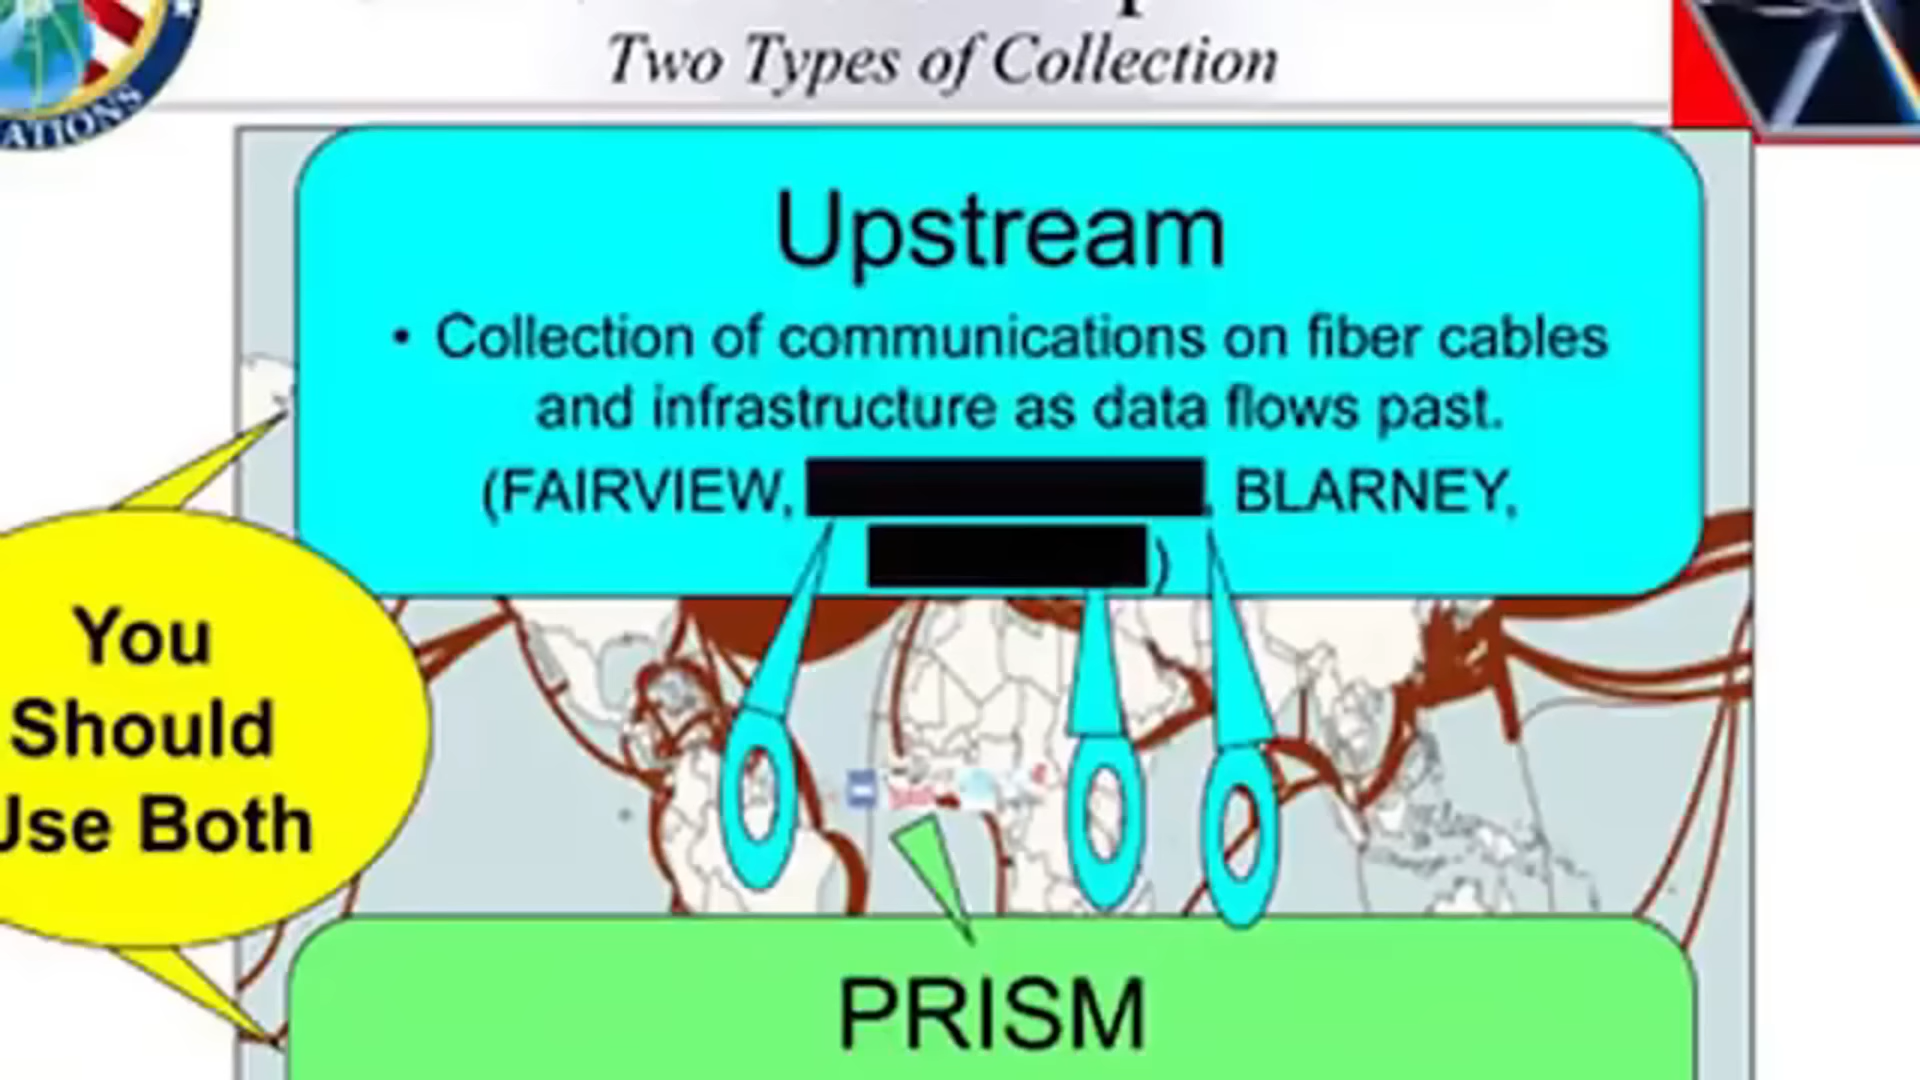 Two Types of Collection
ATIONS
Upstream
• Collection of communications on fiber cables
and infrastructure as data flows past.
(FAIRVIEW, , BLARNEY,
)
You
Should
Use Both
PRISM